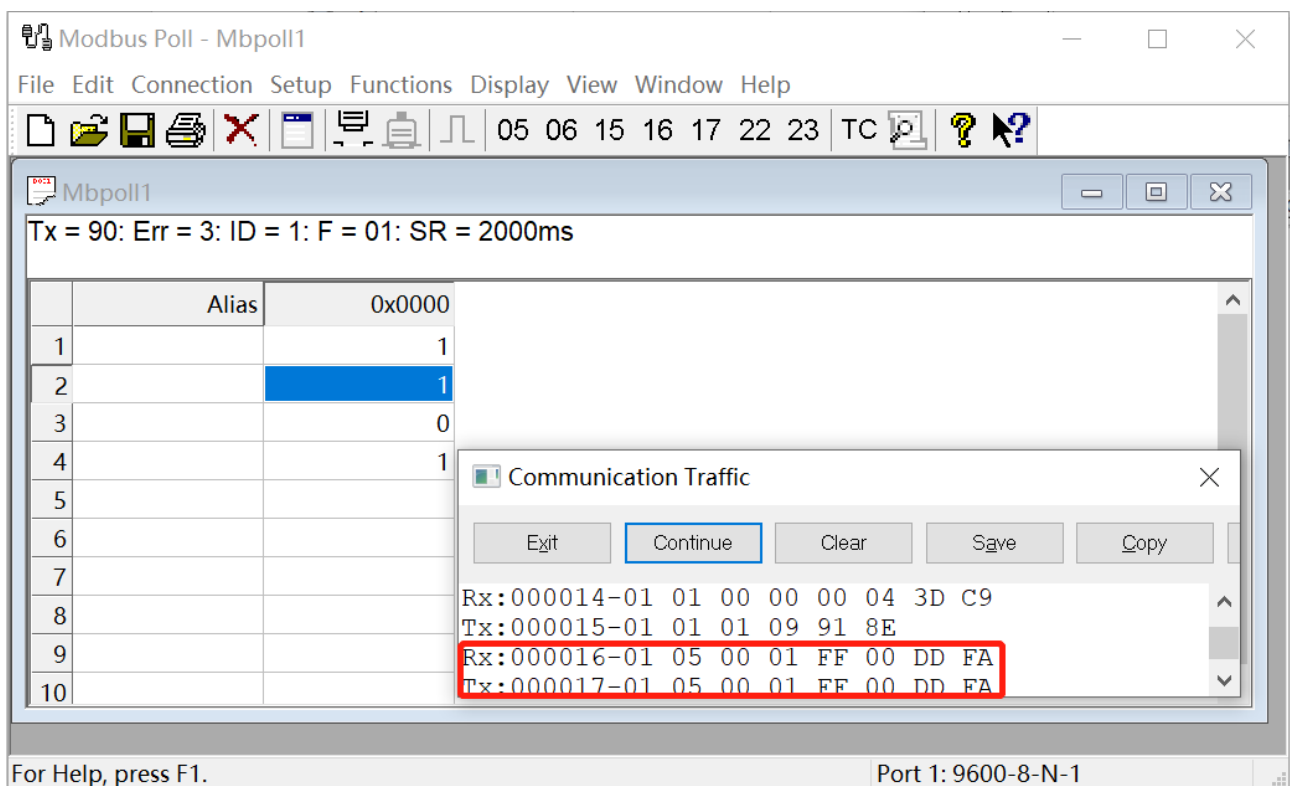 Modbus Poll - Mbpoll1
File Edit Connection Setup Functions Display View Window Help
05 06 15 16 17 22 23 TC
Mbpoll1
Tx = 90: Err = 3: ID = 1: F = 01: SR = 2000ms
Alias 0x0000
1 1
2 1
3 0
4 1
5
6
7
8
9
10
Communication Traffic
Exit Continue Clear Save Copy
Rx:000014-01 01 00 00 00 04 3D C9
Tx:000015-01 01 01 09 91 8E
Rx:000016-01 05 00 01 FF 00 DD FA
Tx:000017-01 05 00 01 FF 00 DD FA
For Help, press F1.
Port 1: 9600-8-N-1